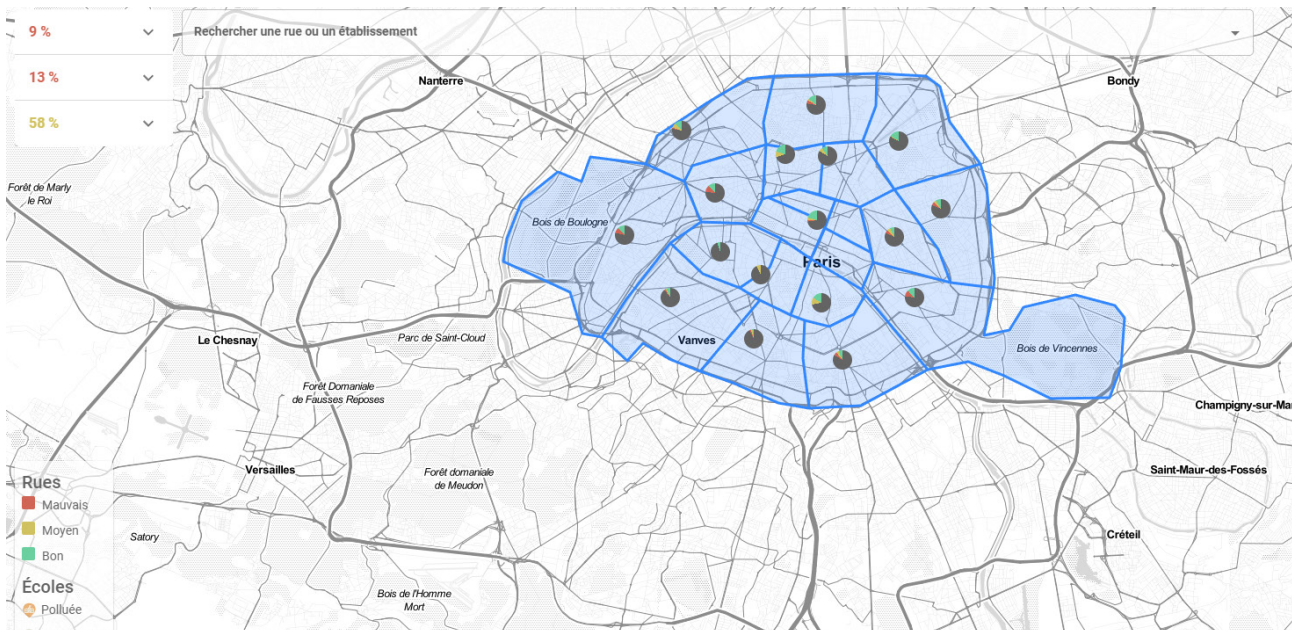 9 %
Rechercher une rue ou un établissement
13 %
58 %
Nanterre
Bondy
Forêt de Marly
le Roi
Bois de Boulogne
Paris
Le Chesnay
Parc de Saint-Cloud
Vanves
Bois de Vincennes
Forêt Domaniale
de Fausses Reposes
Champigny-sur-Mar
Versailles
Forêt domaniale
de Meudon
Saint-Maur-des-Fossés
Rues
Mauvais
Moyen
Bon
Satory
Créteil
Écoles
Polluée
Bois de l'Homme
Mort